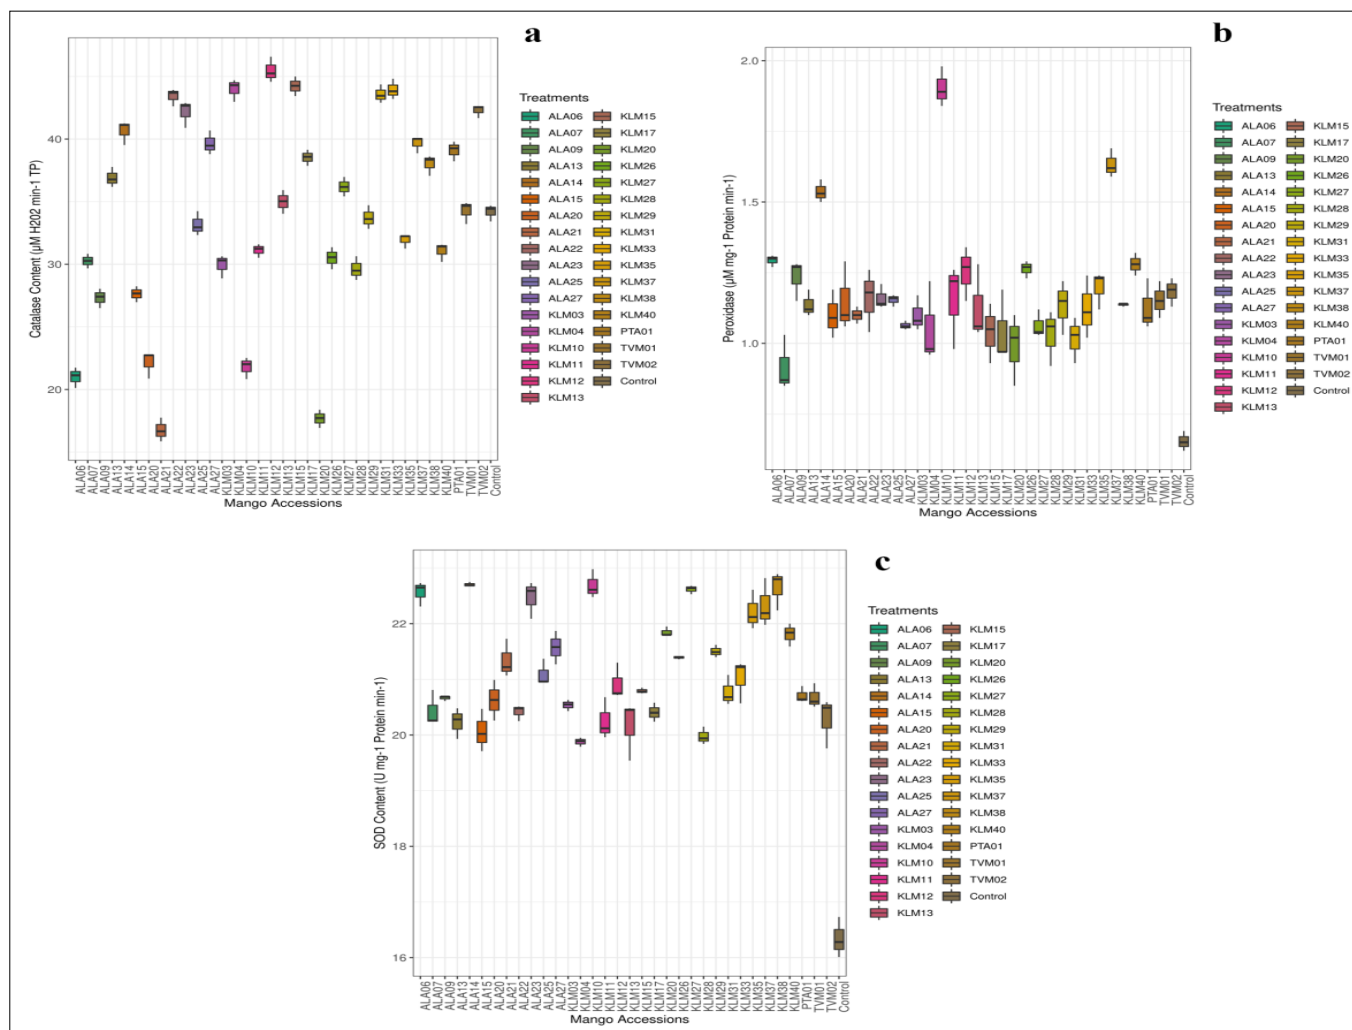 a
Catalase Content (μM H202 min-1 TP)
40
30
20
ALA06 ALA07 ALA09 ALA13 ALA14 ALA15 ALA20 ALA21 ALA22 ALA23 ALA25 ALA27 KLM03 KLM04 KLM10 KLM11 KLM12 KLM13 KLM15 KLM17 KLM20 KLM26 KLM27 KLM28 KLM29 KLM31 KLM33 KLM35 KLM37 KLM38 KLM40 PTA01 TVM01 TVM02 Control
Mango Accessions
Treatments
ALA06 KLM15
ALA07 KLM17
ALA09 KLM20
ALA13 KLM26
ALA14 KLM27
ALA15 KLM28
ALA20 KLM29
ALA21 KLM31
ALA22 KLM33
ALA23 KLM35
ALA25 KLM37
ALA27 KLM38
KLM03 KLM40
KLM04 PTA01
KLM10 TVM01
KLM11 TVM02
KLM12 Control
KLM13
b
Peroxidase (μM mg-1 Protein min-1)
2.0
1.5
1.0
ALA06 ALA07 ALA09 ALA13 ALA14 ALA15 ALA20 ALA21 ALA22 ALA23 ALA25 ALA27 KLM03 KLM04 KLM10 KLM11 KLM12 KLM13 KLM15 KLM17 KLM20 KLM26 KLM27 KLM28 KLM29 KLM31 KLM33 KLM35 KLM37 KLM38 KLM40 PTA01 TVM01 TVM02 Control
Mango Accessions
Treatments
ALA06 KLM15
ALA07 KLM17
ALA09 KLM20
ALA13 KLM26
ALA14 KLM27
ALA15 KLM28
ALA20 KLM29
ALA21 KLM31
ALA22 KLM33
ALA23 KLM35
ALA25 KLM37
ALA27 KLM38
KLM03 KLM40
KLM04 PTA01
KLM10 TVM01
KLM11 TVM02
KLM12 Control
KLM13
c
SOD Content (U mg-1 Protein min-1)
22
20
18
16
ALA06 ALA07 ALA09 ALA13 ALA14 ALA15 ALA20 ALA21 ALA22 ALA23 ALA25 ALA27 KLM03 KLM04 KLM10 KLM11 KLM12 KLM13 KLM15 KLM17 KLM20 KLM26 KLM27 KLM28 KLM29 KLM31 KLM33 KLM35 KLM37 KLM38 KLM40 PTA01 TVM01 TVM02 Control
Mango Accessions
Treatments
ALA06 KLM15
ALA07 KLM17
ALA09 KLM20
ALA13 KLM26
ALA14 KLM27
ALA15 KLM28
ALA20 KLM29
ALA21 KLM31
ALA22 KLM33
ALA23 KLM35
ALA25 KLM37
ALA27 KLM38
KLM03 KLM40
KLM04 PTA01
KLM10 TVM01
KLM11 TVM02
KLM12 Control
KLM13